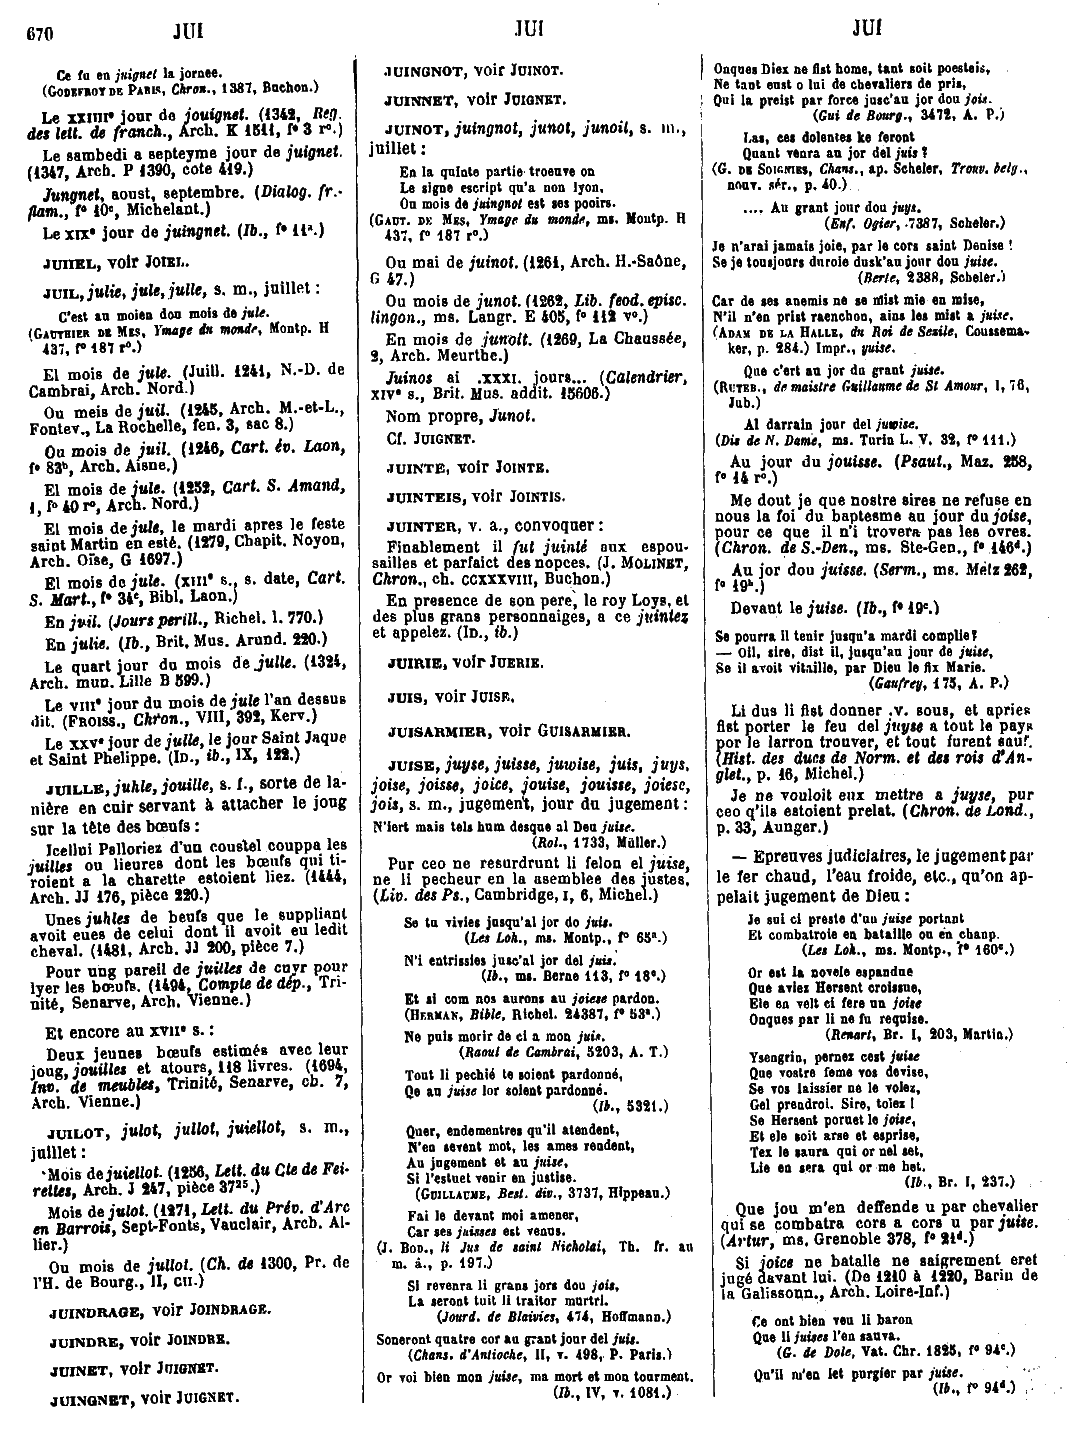 670 JUI JUI JUI
Ce fu en juignet la jornee.
(GODEFROY DE PARIS, Chron., 1387, Buchon.)
Le XXIIIIe jour de jouignet. (1342, Reg.
des lett. de franch., Arch. K 1511, fº 3 rº.)
Le sambedi a septeyme jour de juignet.
(1347, Arch. P 1390, cote 419.)
Jungnet, aoust, septembre. (Dialog. fr.-
flam., fº 10c, Michelant.)
Le XIXe jour de juingnet. (Ib., fº 11a.)
JUIIEL, voir JOIEL.
JUIL, julie, jule, julle, s. m., juillet :
C'est au moien dou mois de jule.
(GAUTHIER DE MES, Ymage du monde, Montp. H
437, fº 187 rº.)
El mois de jule. (Juill. 1241, N.-D. de
Cambrai, Arch. Nord.)
Ou meis de juil. (1245, Arch. M.-et-L.,
Fontev., La Rochelle, fen. 3, sac 8.)
Ou mois de juil. (1246, Cart. év. Laon,
fº 83b, Arch. Aisne.)
El mois de jule. (1252, Cart. S. Amand,
I, fº 40 rº, Arch. Nord.)
El mois de jule, le mardi apres le feste
saint Martin en esté. (1279, Chapit. Noyon,
Arch. Oise, G 1697.)
El mois de jule. (XIIIe s., s. date, Cart.
S. Mart., fº 34c, Bibl. Laon.)
En juil. (Jours perill., Richel. l. 770.)
En julie. (Ib., Brit. Mus. Arund. 220.)
Le quart jour du mois de julle. (1324,
Arch. mun. Lille B 599.)
Le VIIIe jour du mois de jule l'an dessus
dit. (FROISS., Chron., VIII, 392, Kerv.)
Le XXVe jour de julle, le jour Saint Jaque
et Saint Phelippe. (ID., ib., IX, 122.)
JUILLE, juhle, jouille, s. f., sorte de la-
nière en cuir servant à attacher le joug
sur la tête des bœufs :
Icellui Pelloriez d'un coustel couppa les
juilles ou lieures dont les bœufs qui ti-
roient a la charette estoient liez. (1444,
Arch. JJ 176, pièce 220.)
Unes juhles de beufs que le suppliant
avoit eues de celui dont il avoit eu ledit
cheval. (1481, Arch. JJ 200, pièce 7.)
Pour ung pareil de juilles de cuyr pour
lyer les bœufs. (1494, Compte de dép., Tri-
nité, Senarve, Arch. Vienne.)
Et encore au XVIIe s. :
Deux jeunes bœufs estimés avec leur
joug, jouilles et atours, 118 livres. (1694,
Inv. de meubles, Trinité, Senarve, cb. 7,
Arch. Vienne.)
JUILOT, julot, jullot, juiellot, s. m.,
juillet :
Mois de juiellot. (1256, Lett. du Cte de Fei-
relles, Arch. J 247, pièce 3725.)
Mois de julot. (1271, Lett. du Prév. d'Arc
en Barrois, Sept-Fonts, Vauclair, Arch. Al-
lier.)
Ou mois de jullot. (Ch. de 1300, Pr. de
l'H. de Bourg., II, CII.)
JUINDRAGE, voir JOINDRAGE.
JUINDRE, voir JOINDRE.
JUINET, voir JUIGNET.
JUINGNET, voir JUIGNET.
JUINGNOT, voir JUINOT.
JUINNET, voir JUIGNET.
JUINOT, juingnot, junot, junoit, s. m.,
juillet :
En la quinte partie troeuve on
Le signe escript qu'a non lyon,
Ou mois de juingnot est ses pooirs.
(GAUT. DE MES, Ymage du monde, ms. Montp. H
437, fº 187 rº.)
Ou mai de juinot. (1261, Arch. H.-Saône,
G 47.)
Ou mois de junot. (1262, Lib. feod. episc.
lingon., ms. Langr. E 405, fº 112 vº.)
En mois de junoit. (1269, La Chaussée,
2, Arch. Meurthe.)
Juinos ai .XXXI. jours... (Calendrier,
XIVe s., Brit. Mus. addit. 15606.)
Nom propre, Junot.
Cf. JUIGNET.
JUINTE, voir JOINTE.
JUINTEIS, voir JOINTIS.
JUINTER, v. a., convoquer :
Finablement il fut juinté aux espou-
sailles et parfaict des nopces. (J. MOLINET,
Chron., ch. CCXXXVIII, Buchon.)
En presence de son pere, le roy Loys, et
des plus grans personnaiges, a ce juintez
et appelez. (ID., ib.)
JUIRIE, voir JUERIE.
JUIS, voir JUISE.
JUISARMIER, voir GUISARMIER.
JUISE, juyse, juisse, juwise, juis, juys,
joise, joisse, joice, jouise, jouisse, joiese,
jois, s. m., jugement, jour du jugement :
N'iert mais tels hum desque al Deu juise.
(Rol., 1733, Müller.)
Pur ceo ne resurdrunt li felon el juise,
ne li pecheur en la asemblee des justes.
(Liv. des Ps., Cambridge, I, 6, Michel.)
Se tu vivies jusqu'al jor do juis.
(Les Loh., ms. Montp., fº 65a.)
N'i entrissies jusc'al jor del juis.
(Ib., ms. Berne 113, fº 18e.)
Et si com nos aurons au joiese pardon.
(HERMAN, Bible, Richel. 24387, fº 53a.)
Ne puis morir de ci a mon juis.
(Raoul de Cambrai, 5203, A. T.)
Tout li pechié te soient pardonné,
Qe au juise lor soient pardonné.
(Ib., 5321.)
Quer, endementres qu'il atendent,
N'en sevent mot, les ames rendent,
Au jugement et au juise,
Si l'estuet venir en justise.
(GUILLAUME, Best. div., 3737, Hippeau.)
Fai le devant moi amener,
Car ses juisses est venus.
(J. BOD., li Jus de saint Nicholai, Th. fr. au
m. â., p. 197.)
Si revenra li grans jors dou jois,
La seront tuit li traitor murtri.
(Jourd. de Blaivies, 474, Hoffmann.)
Soneront quatre cor au grant jour del juis.
(Chans. d'Antioche, II, v. 498, P. Paris.)
Or voi bien mon juise, ma mort et mon tourment.
(Ib., IV, v. 1081.)
Onques Diex ne fist home, tant soit poesteis,
Ne tant eust o lui de chevaliers de pris,
Qui la preist par force jusc'au jor dou jois.
(Gui de Bourg., 3472, A. P.)
Las, ces dolentes ke feront
Quant venra au jor del juis ?
(G. DE SOIGNIES, Chans., ap. Scheler, Trouv. belg.,
nouv. sér., p. 40.)
.... Au grant jour dou juys.
(Enf. Ogier, 7387, Scheler.)
Je n'arai jamais joie, par le cors saint Denise !
Se je tousjours duroie dusk'au jour dou juise.
(Berte, 2388, Scheler.)
Car de ses anemis ne se mist mie en mise,
N'il n'en prist raenchon, ains les mist a juise.
(ADAM DE LA HALLE, du Roi de Sezile, Coussema-
ker, p. 284.) Impr., yuise.
Que c'ert au jor du grant juise.
(RUTEB., de maistre Guillaume de St Amour, I, 76,
Jub.)
Al darrain jour del juwise.
(Dis de N. Dame, ms. Turin L. V. 32, fº 111.)
Au jour du jouisse. (Psaut., Maz. 258,
fº 14 rº.)
Me dout je que nostre sires ne refuse en
nous la foi du baptesme au jour du joise,
pour ce que il n'i trovera pas les ovres.
(Chron. de S.-Den., ms. Ste-Gen., fº 146d.)
Au jor dou juisse. (Serm., ms. Metz 262,
fº 19b.)
Devant le juise. (Ib., fº 19c.)
Se pourra il tenir jusqu'a mardi complie?
— Oil, sire, dist il, jusqu'au jour de juise,
Se il avoit vitaille, par Dieu le fix Marie.
(Gaufrey, 175, A. P.)
Li dus li fist donner .v. sous, et apries
fist porter le feu del juyse a tout le pays
por le larron trouver, et tout furent sauf.
(Hist. des ducs de Norm. et des rois d'An-
glet., p. 16, Michel.)
Je ne vouloit eux mettre a juyse, pur
ceo q'ils estoient prelat. (Chron. de Lond.,
p. 33, Aunger.)
— Epreuves judiciaires, le jugement par
le fer chaud, l'eau froide, etc., qu'on ap-
pelait jugement de Dieu :
Je sui ci preste d'un juise portant
Et combatroie en bataille ou en champ.
(Les Loh., ms. Montp., fº 160e.)
Or est la novele espandue
Que aviez Hersent croissue,
Ele en velt ci fere un joise
Onques par li ne fu requise.
(Renart, Br. I, 203, Martin.)
Ysengrin, pernez cest juise
Que vostre feme vos devise,
Se vos laissier ne le volez,
Gel prendroi. Sire, tolez !
Se Hersent poruet le joise,
Et ele soit arse et esprise,
Tex le saura qui or nel set,
Lie en sera qui or me het.
(Ib., Br. I, 237.)
Que jou m'en deffende u par chevalier
qui se combatra cors a cors u par juise.
(Artur, ms. Grenoble 378, fº 21d.)
Si joice ne batalle ne saigrement eret
jugé davant lui. (De 1210 à 1220, Bariu de
la Galissonn., Arch. Loire-Inf.)
Ce ont bien veu li baron
Que li juises l'en sauva.
(G. de Dole, Vat. Chr. 1825, fº 94c.)
Qu'il m'en let purgier par juise.
(Ib., fº 94d.)